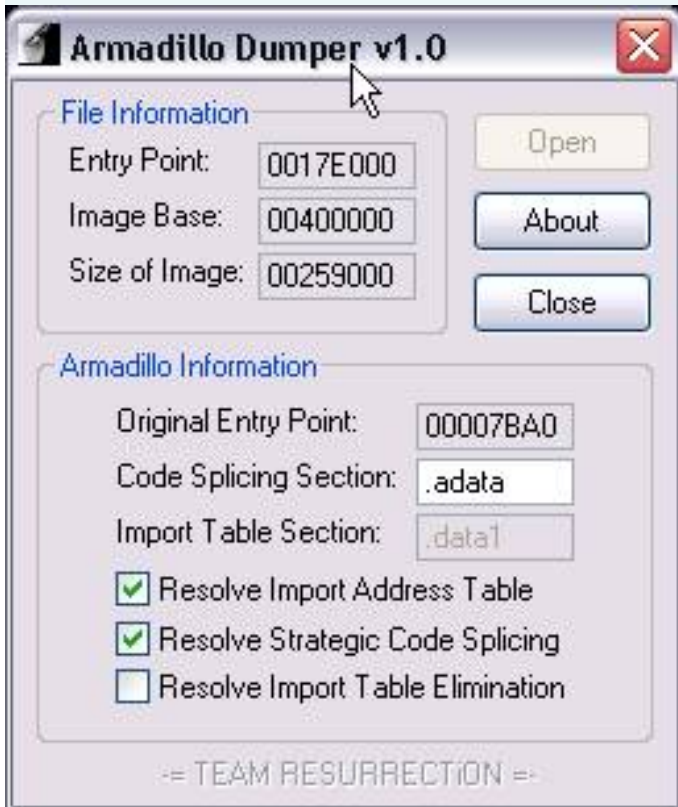 Armadillo Dumper v1.0
File Information
Entry Point: 0017E000
Image Base: 00400000
Size of Image: 00259000
Open
About
Close
Armadillo Information
Original Entry Point: 00007BA0
Code Splicing Section: .adata
Import Table Section: .data1
Resolve Import Address Table
Resolve Strategic Code Splicing
Resolve Import Table Elimination
-= TEAM RESURRECTiON =-